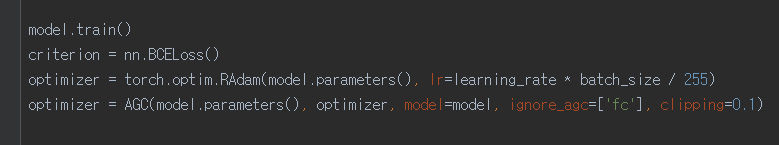 model.train()
criterion = nn.BCELoss()
optimizer = torch.optim.RAdam(model.parameters(), lr=learning_rate * batch_size / 255)
optimizer = AGC(model.parameters(), optimizer, model=model, ignore_agc=['fc'], clipping=0.1)